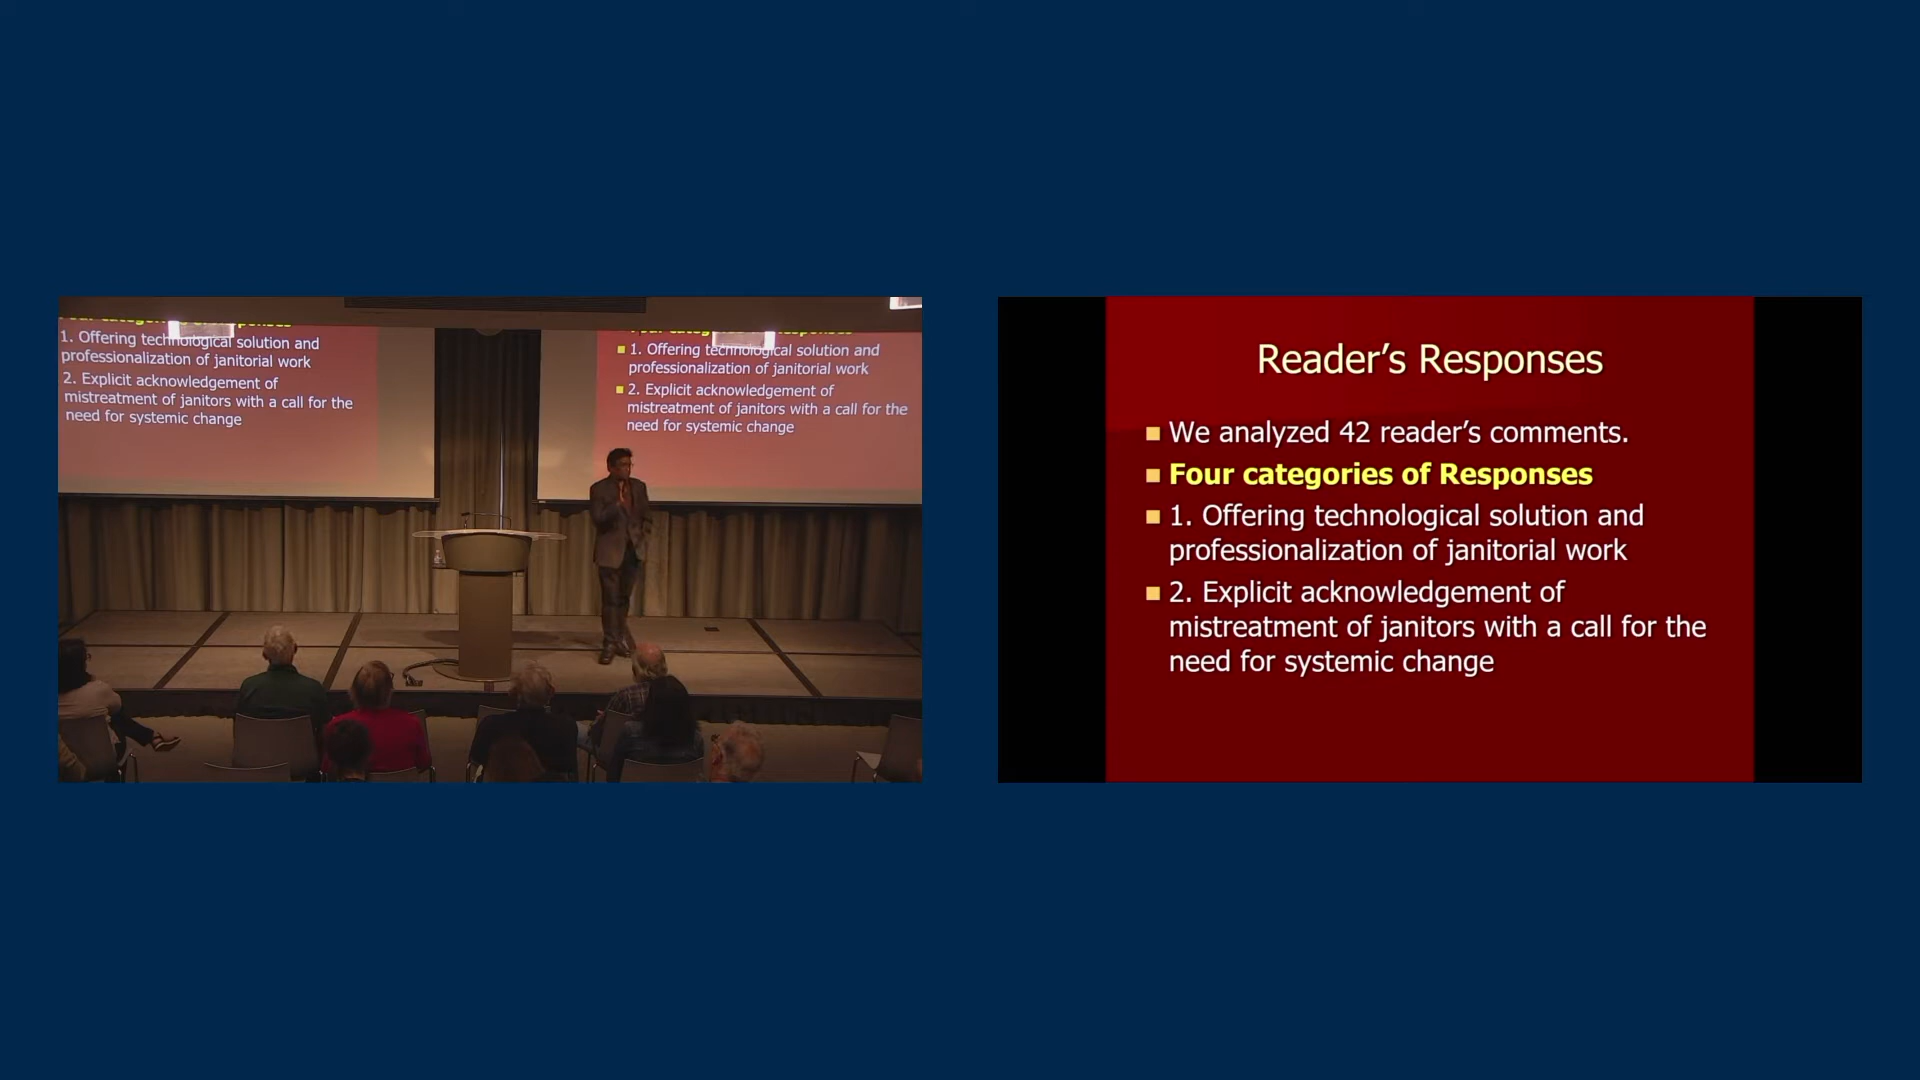 1. Offering technological solution and
professionalization of janitorial work
2. Explicit acknowledgement of
mistreatment of janitors with a call for the
need for systemic change
1. Offering technological solution and
professionalization of janitorial work
2. Explicit acknowledgement of
mistreatment of janitors with a call for the
need for systemic change
Reader's Responses
We analyzed 42 reader's comments.
Four categories of Responses
1. Offering technological solution and
professionalization of janitorial work
2. Explicit acknowledgement of
mistreatment of janitors with a call for the
need for systemic change